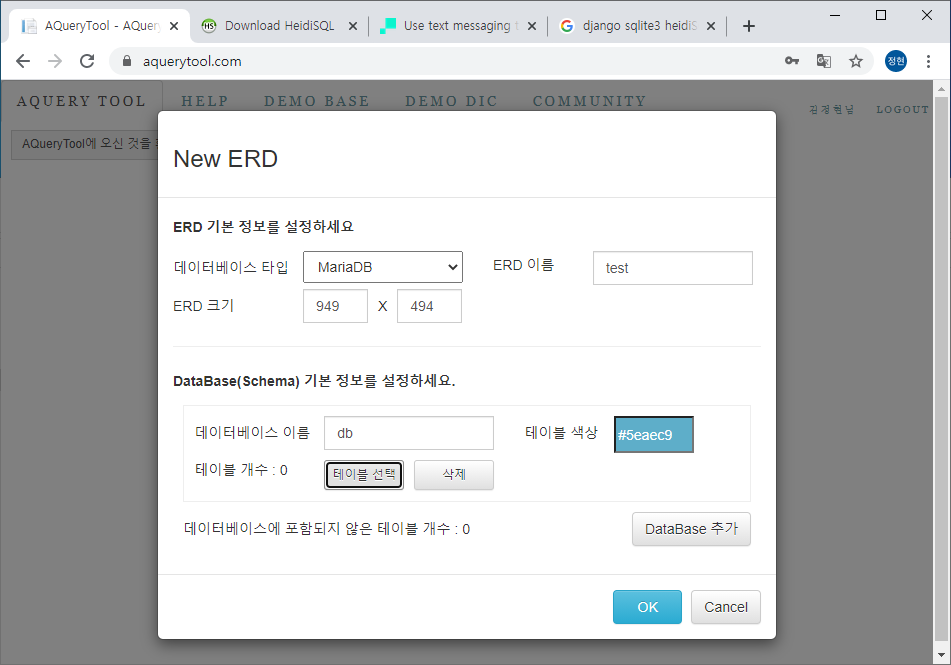 AQueryTool - AQuery
Download HeidiSQL
Use text messaging t
django sqlite3 heidiS
aquerytool.com
정현
AQUERY TOOL HELP DEMO BASE DEMO DIC COMMUNITY
LOGOUT
AQueryTool에 오신 것을
New ERD
ERD 기본 정보를 설정하세요
데이터베이스 타입 MariaDB ERD 이름 test
ERD 크기 949 X 494
DataBase(Schema) 기본 정보를 설정하세요.
데이터베이스 이름 db 테이블 색상 #5eaec9
테이블 개수 : 0 테이블 선택 삭제
데이터베이스에 포함되지 않은 테이블 개수 : 0 DataBase 추가
OK Cancel